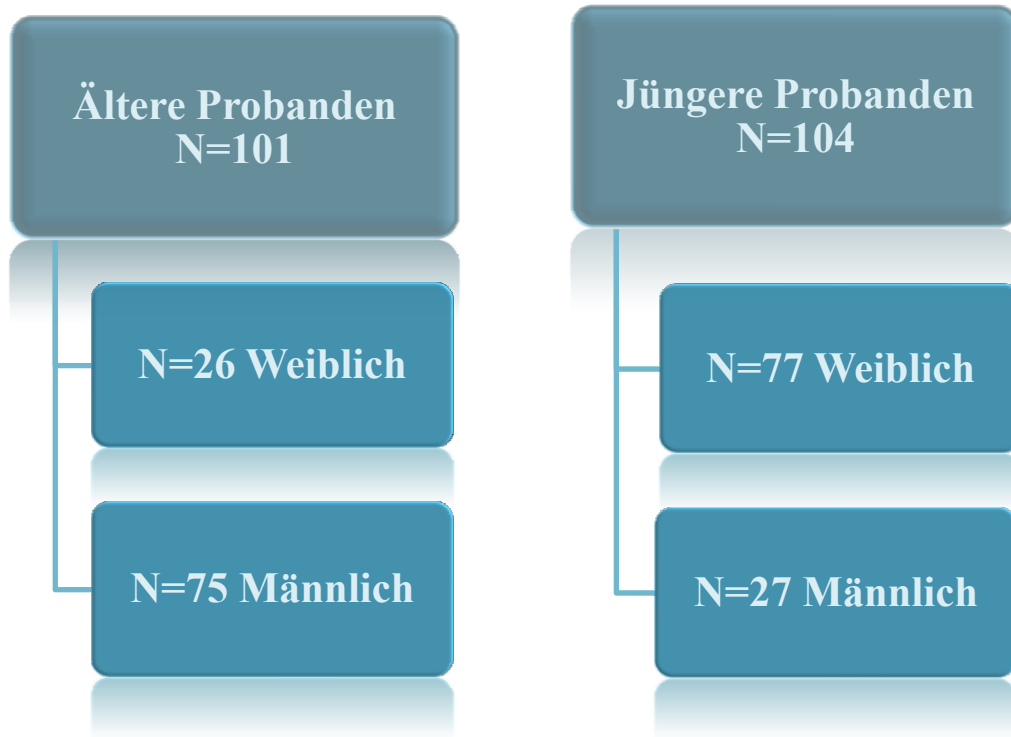 Ältere Probanden
N=101
N=26 Weiblich
N=75 Männlich
Jüngere Probanden
N=104
N=77 Weiblich
N=27 Männlich